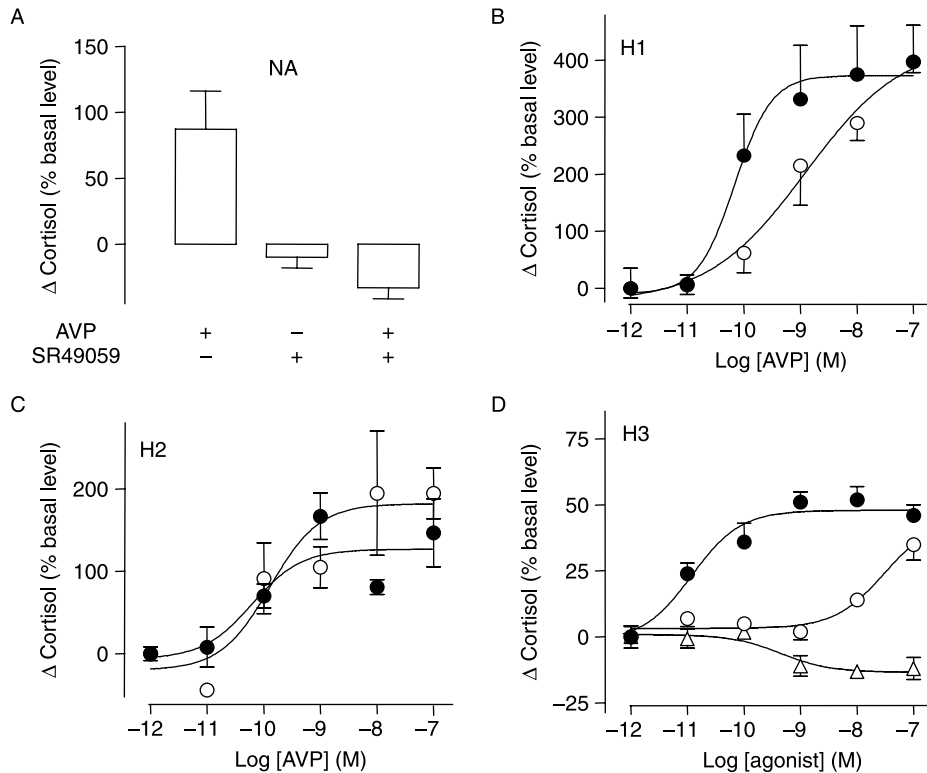 A
NA
Δ Cortisol (% basal level)
150
100
50
0
AVP + – +
SR49059 – + +
B
H1
Δ Cortisol (% basal level)
400
300
200
100
0
–12 –11 –10 –9 –8 –7
Log [AVP] (M)
C
H2
Δ Cortisol (% basal level)
200
100
0
–12 –11 –10 –9 –8 –7
Log [AVP] (M)
D
H3
Δ Cortisol (% basal level)
75
50
25
0
–25
–12 –11 –10 –9 –8 –7
Log [agonist] (M)